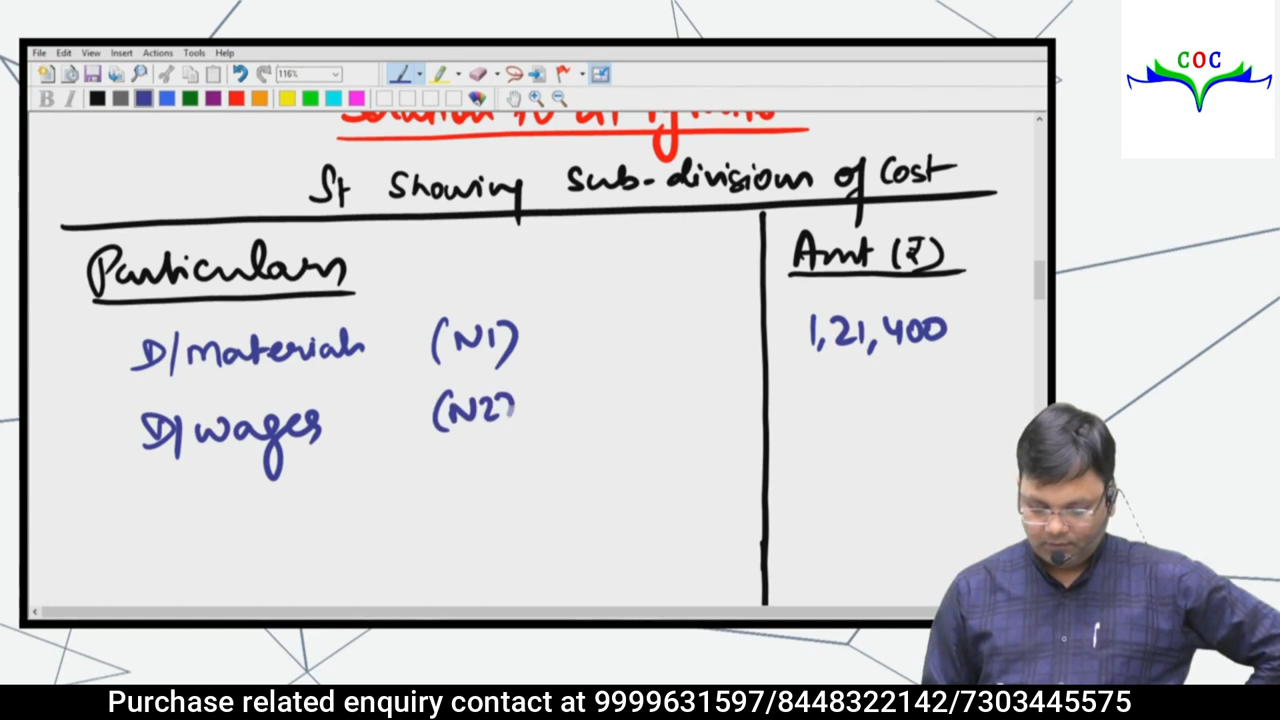 COC
File Edit View Insert Actions Tools Help
116%
B I
St Showing Sub-division of Cost
Particulars
Amt (₹)
D/Materials (N1) 1,21,400
D/wages (N2)
Purchase related enquiry contact at 9999631597/8448322142/7303445575